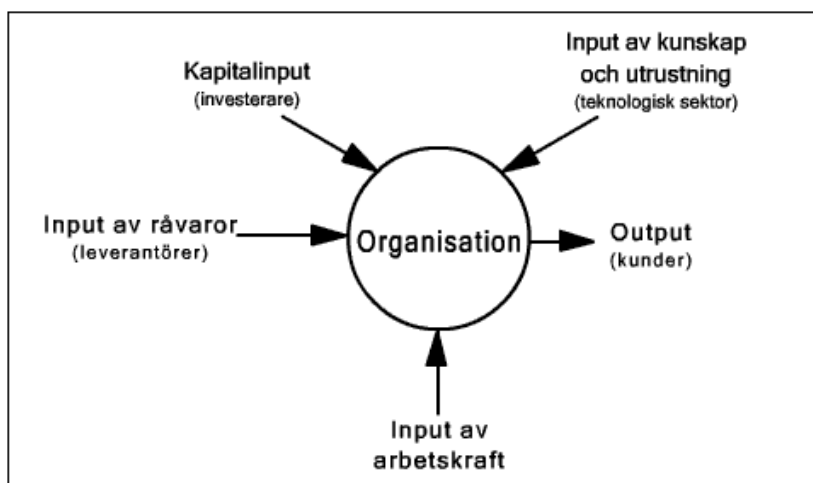 Kapitalinput
(investerare)
Input av kunskap
och utrustning
(teknologisk sektor)
Input av råvaror
(leverantörer)
Organisation
Output
(kunder)
Input av
arbetskraft